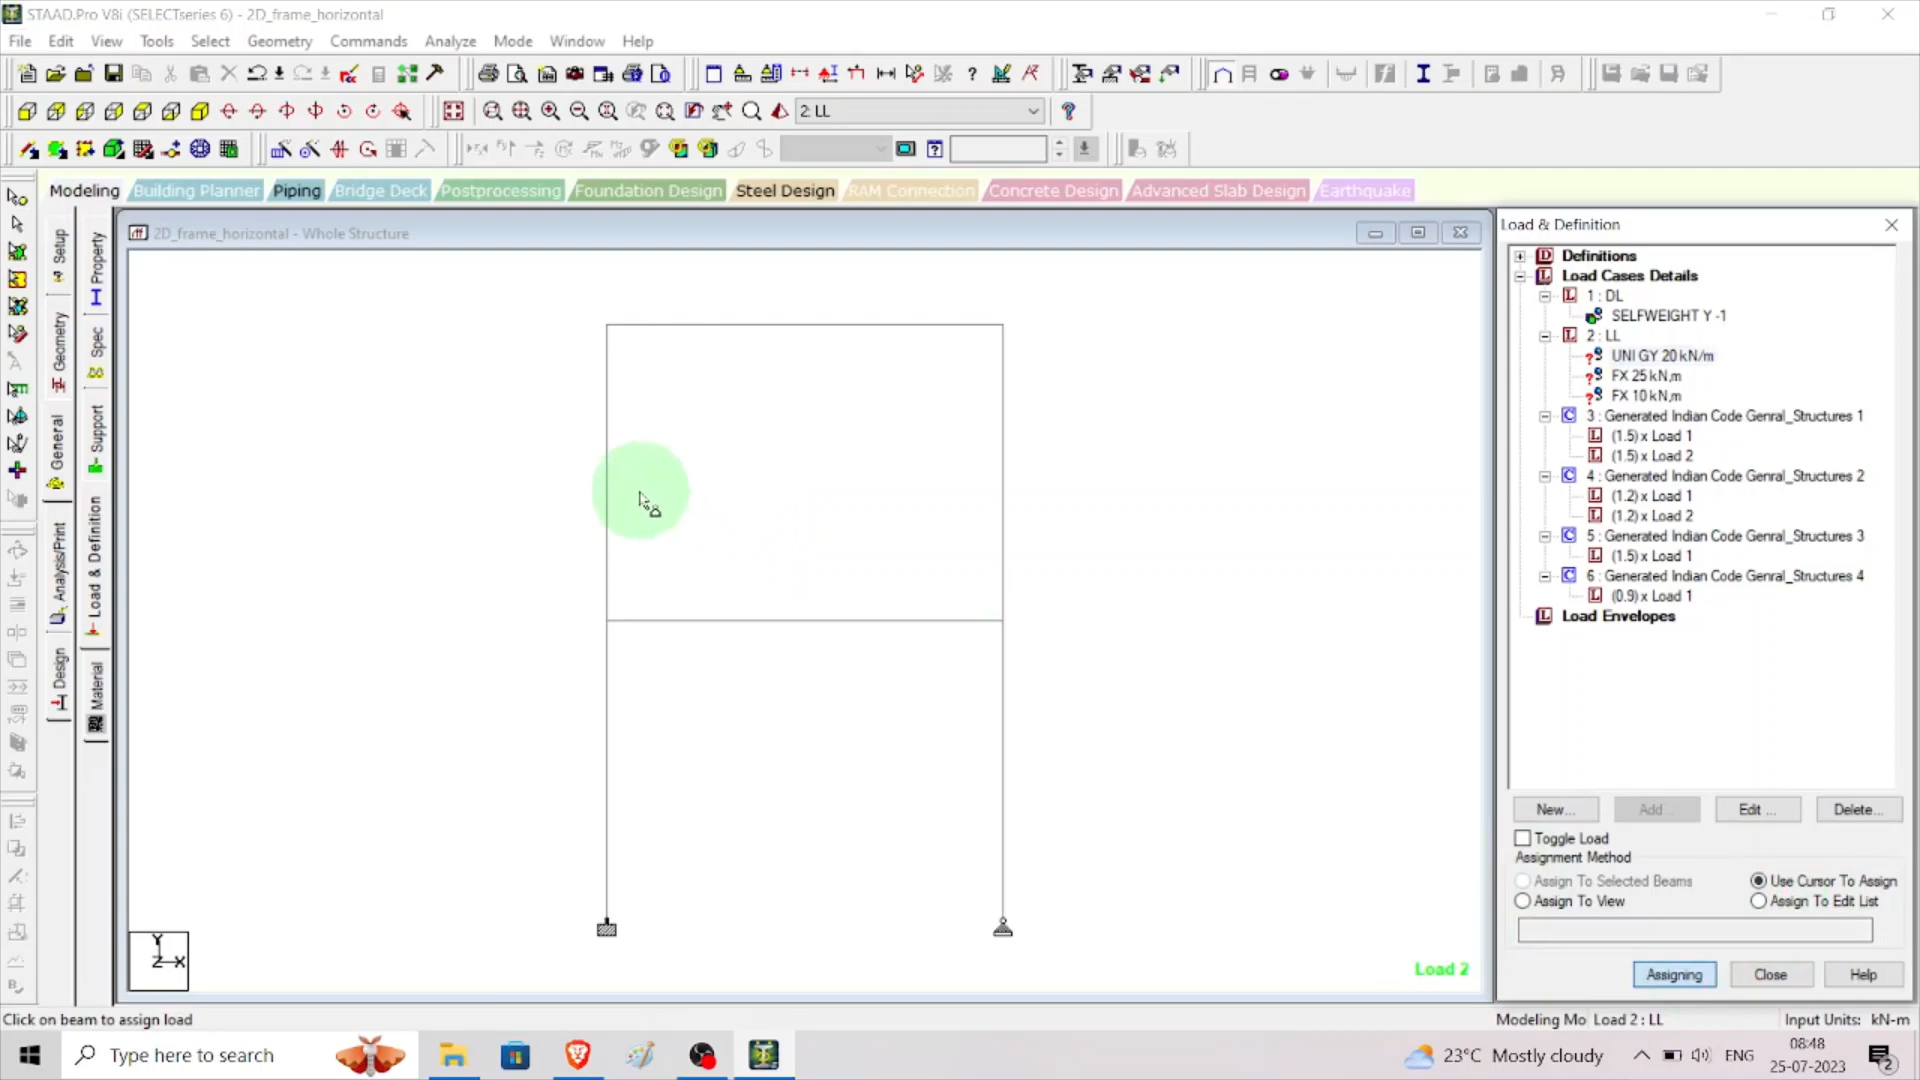 STAAD.Pro V8i (SELECTseries 6) - 2D_frame_horizontal
File Edit View Tools Select Geometry Commands Analyze Mode Window Help
2: LL
Modeling Building Planner Piping Bridge Deck Postprocessing Foundation Design Steel Design RAM Connection Concrete Design Advanced Slab Design Earthquake
Setup
Geometry
General
Analysis/Print
Design
Property
Spec
Support
Load & Definition
Material
2D_frame_horizontal - Whole Structure
Y
Z X
Load 2
Load & Definition
Definitions
Load Cases Details
1 : DL
SELFWEIGHT Y -1
2 : LL
UNI GY 20 kN/m
FX 25 kN,m
FX 10 kN,m
3 : Generated Indian Code Genral_Structures 1
(1.5) x Load 1
(1.5) x Load 2
4 : Generated Indian Code Genral_Structures 2
(1.2) x Load 1
(1.2) x Load 2
5 : Generated Indian Code Genral_Structures 3
(1.5) x Load 1
6 : Generated Indian Code Genral_Structures 4
(0.9) x Load 1
Load Envelopes
New... Add... Edit ... Delete...
Toggle Load
Assignment Method
Assign To Selected Beams Use Cursor To Assign
Assign To View Assign To Edit List
Assigning Close Help
Click on beam to assign load Modeling Mo Load 2 : LL Input Units: kN-m
Type here to search 23°C Mostly cloudy ENG 08:48
25-07-2023
2